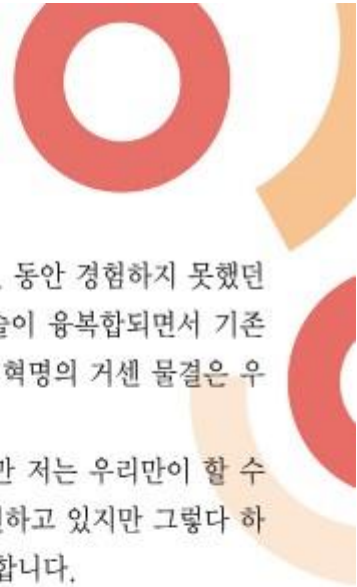 동안 경험하지 못했던
술이 융복합되면서 기존
혁명의 거센 물결은 우
만 저는 우리만이 할 수
하고 있지만 그렇다 하
합니다.